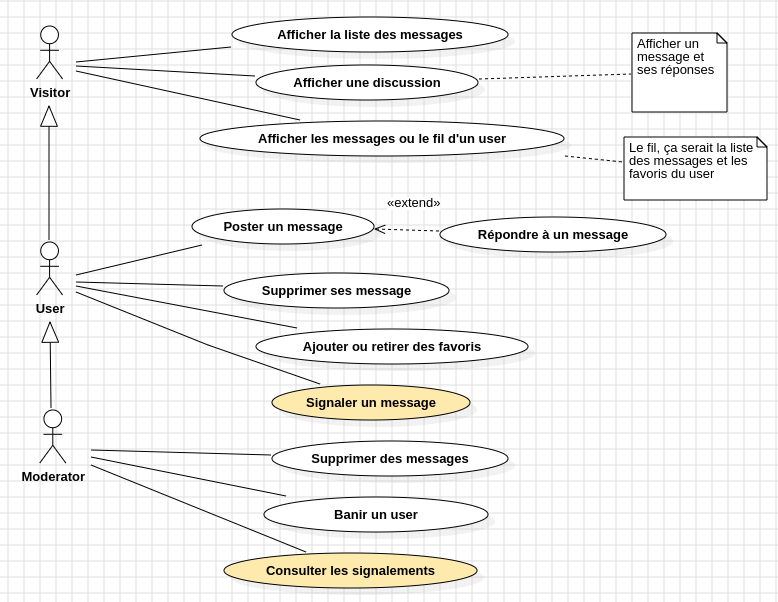 Afficher la liste des messages
Visitor
Afficher une discussion
Afficher un
message et
ses réponses
Afficher les messages ou le fil d'un user
Le fil, ça serait la liste
des messages et les
favoris du user
«extend»
Poster un message
Répondre à un message
User
Supprimer ses message
Ajouter ou retirer des favoris
Signaler un message
Moderator
Supprimer des messages
Banir un user
Consulter les signalements